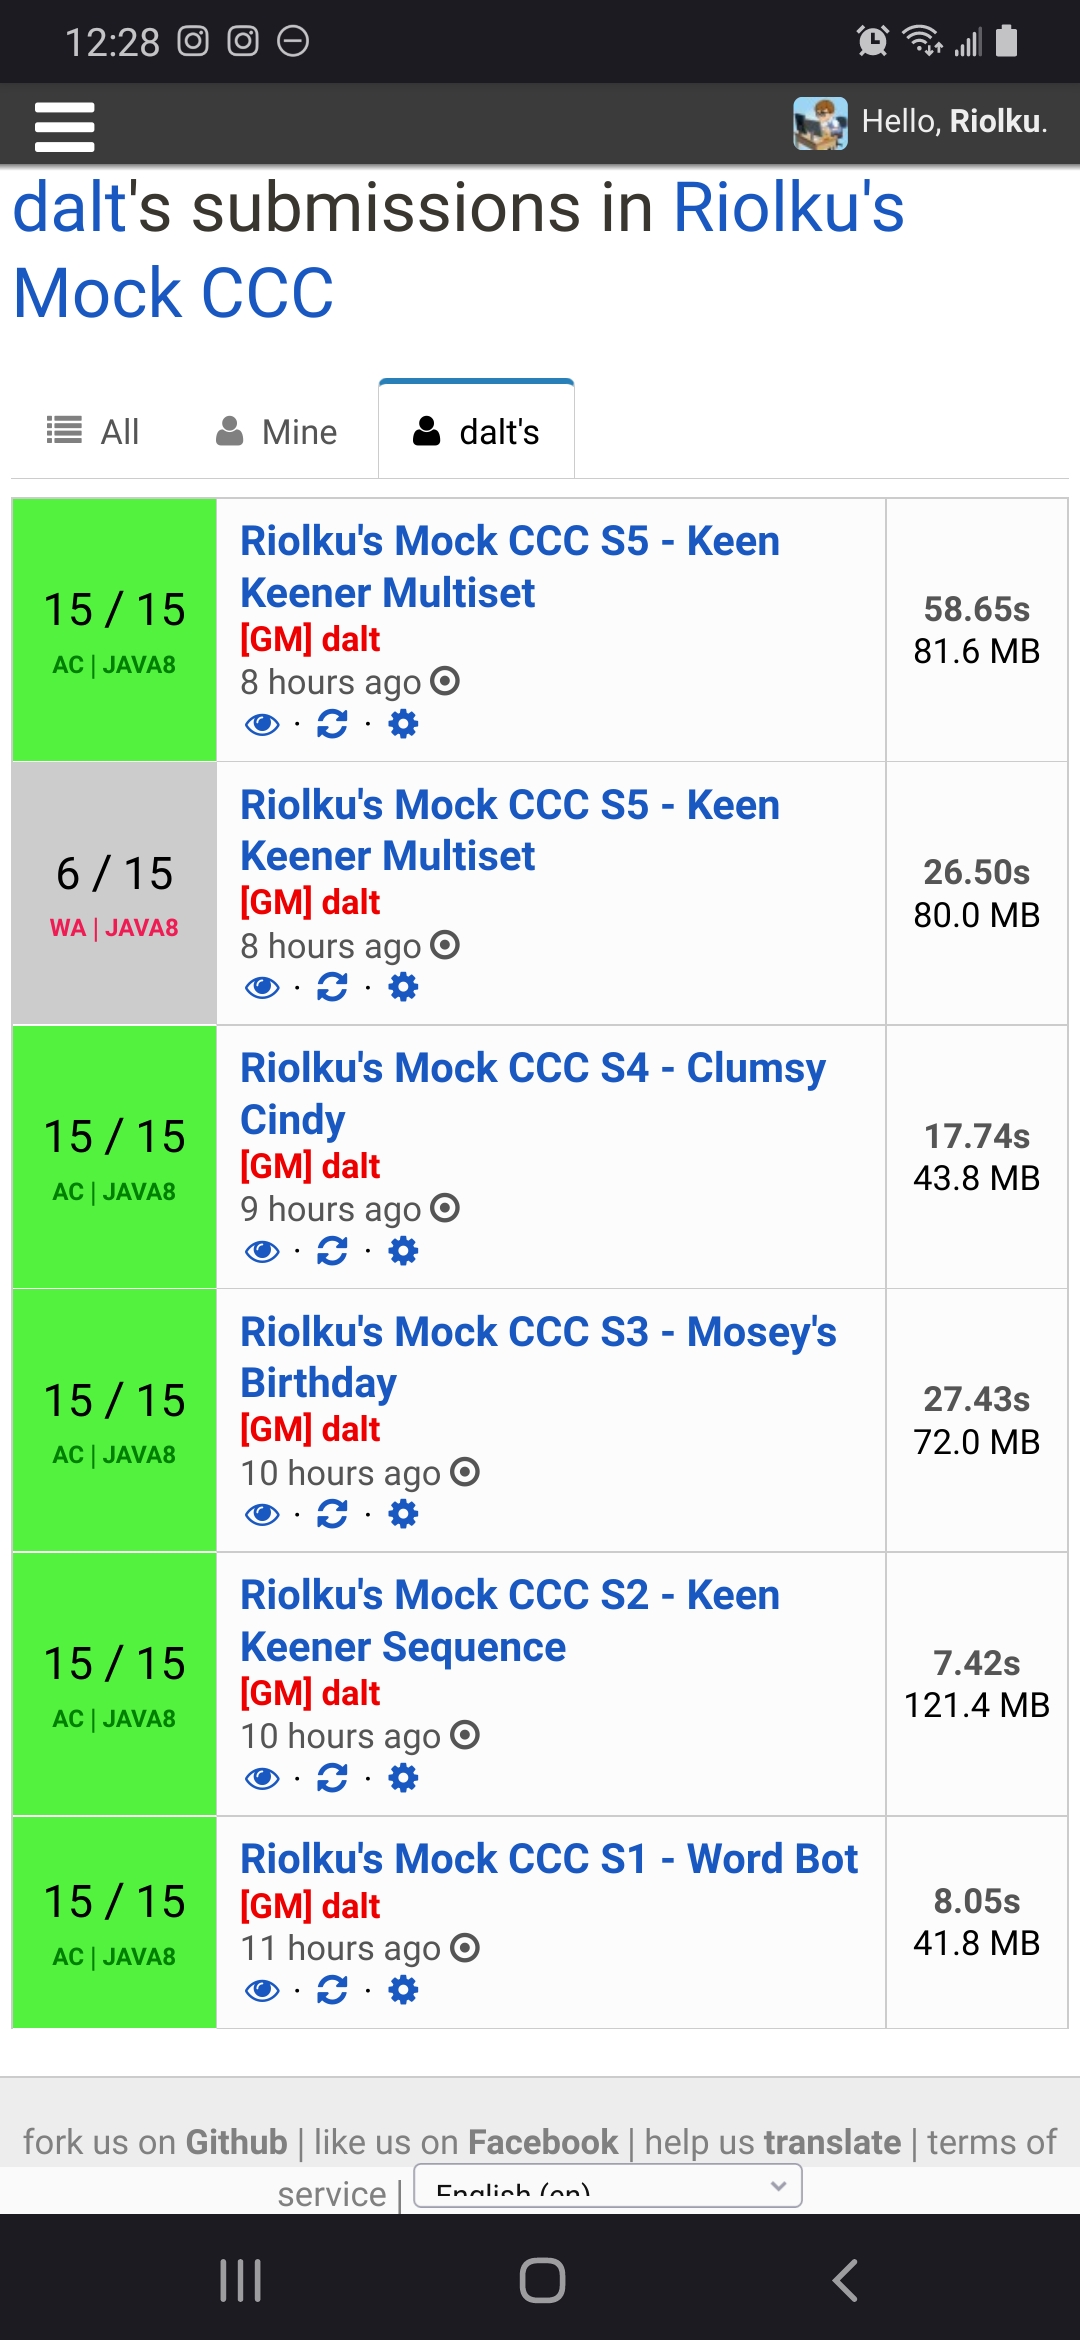 12:28
Hello, Riolku.
dalt's submissions in Riolku's
Mock CCC
All
Mine
dalt's
15 / 15
AC | JAVA8
Riolku's Mock CCC S5 - Keen
Keener Multiset
[GM] dalt
8 hours ago
58.65s
81.6 MB
6 / 15
WA | JAVA8
Riolku's Mock CCC S5 - Keen
Keener Multiset
[GM] dalt
8 hours ago
26.50s
80.0 MB
15 / 15
AC | JAVA8
Riolku's Mock CCC S4 - Clumsy
Cindy
[GM] dalt
9 hours ago
17.74s
43.8 MB
15 / 15
AC | JAVA8
Riolku's Mock CCC S3 - Mosey's
Birthday
[GM] dalt
10 hours ago
27.43s
72.0 MB
15 / 15
AC | JAVA8
Riolku's Mock CCC S2 - Keen
Keener Sequence
[GM] dalt
10 hours ago
7.42s
121.4 MB
15 / 15
AC | JAVA8
Riolku's Mock CCC S1 - Word Bot
[GM] dalt
11 hours ago
8.05s
41.8 MB
fork us on Github | like us on Facebook | help us translate | terms of
service | English (en)